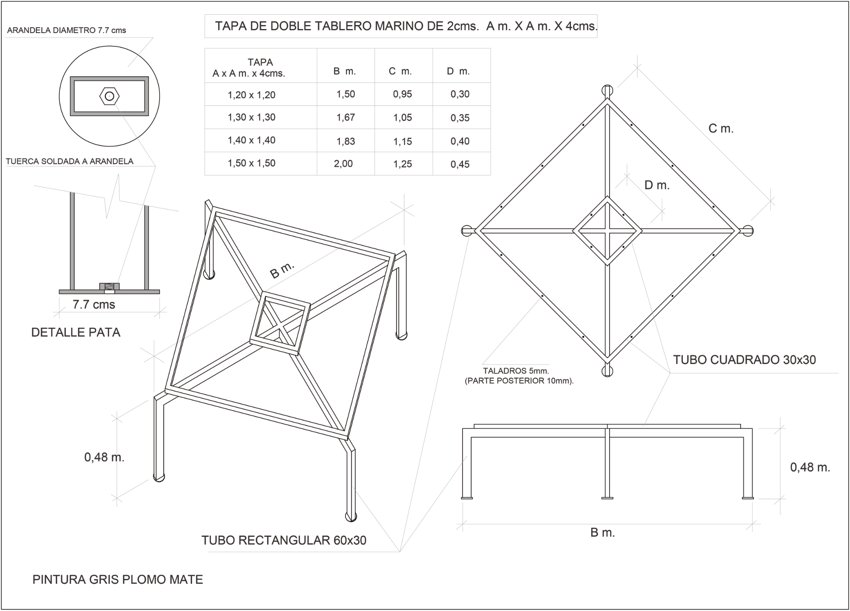 ARANDELA DIAMETRO 7.7 cms
TAPA DE DOBLE TABLERO MARINO DE 2cms. A m. X A m. X 4cms.
TAPA
A x A m. x 4cms. B m. C m. D m.
1,20 x 1,20 1,50 0,95 0,30
1,30 x 1,30 1,67 1,05 0,35
1,40 x 1,40 1,83 1,15 0,40
1,50 x 1,50 2,00 1,25 0,45
TUERCA SOLDADA A ARANDELA
7.7 cms
DETALLE PATA
B m.
C m.
D m.
TALADROS 5mm.
(PARTE POSTERIOR 10mm).
TUBO CUADRADO 30x30
0,48 m.
0,48 m.
B m.
TUBO RECTANGULAR 60x30
PINTURA GRIS PLOMO MATE